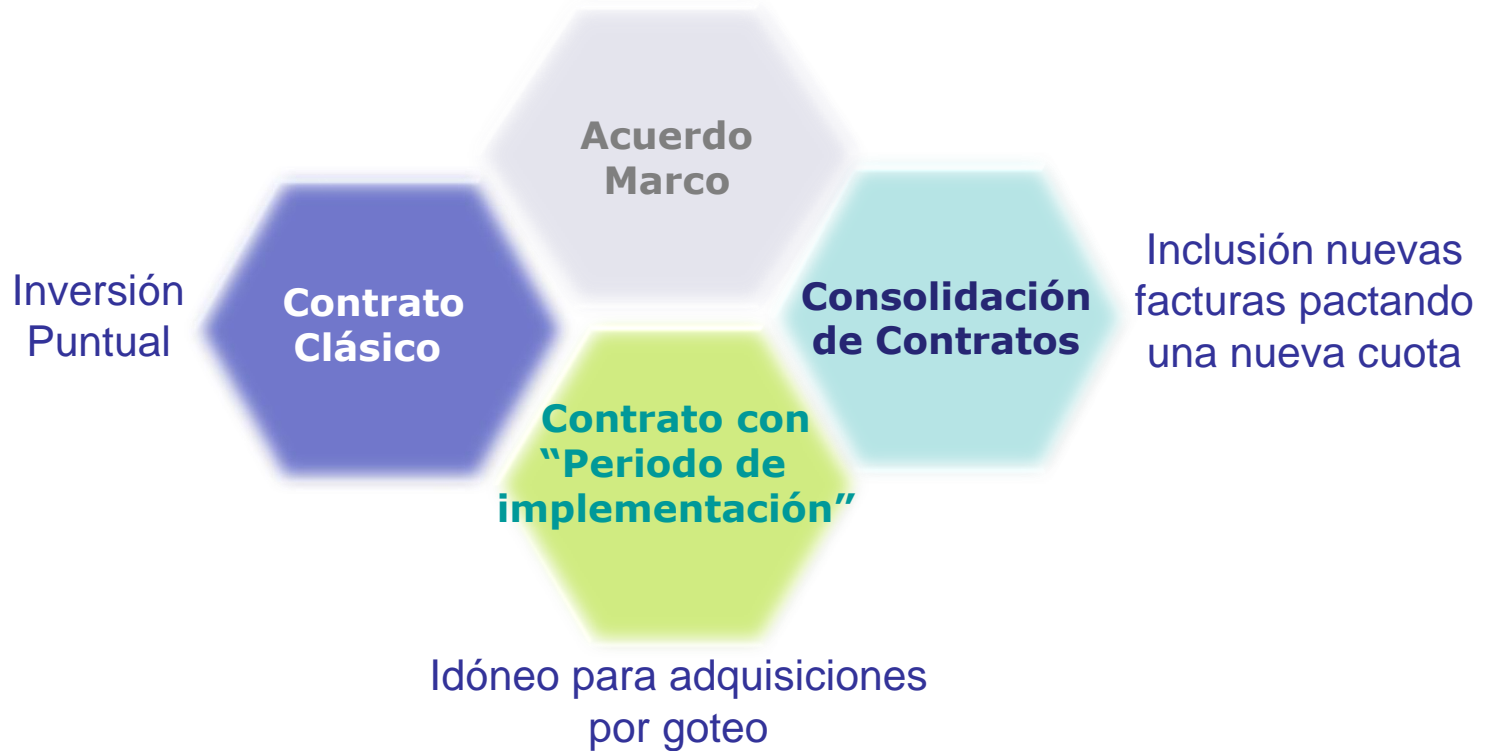 Acuerdo
Marco
Inversión
Puntual
Contrato
Clásico
Consolidación
de Contratos
Inclusión nuevas
facturas pactando
una nueva cuota
Contrato con
“Periodo de
implementación”
Idóneo para adquisiciones
por goteo